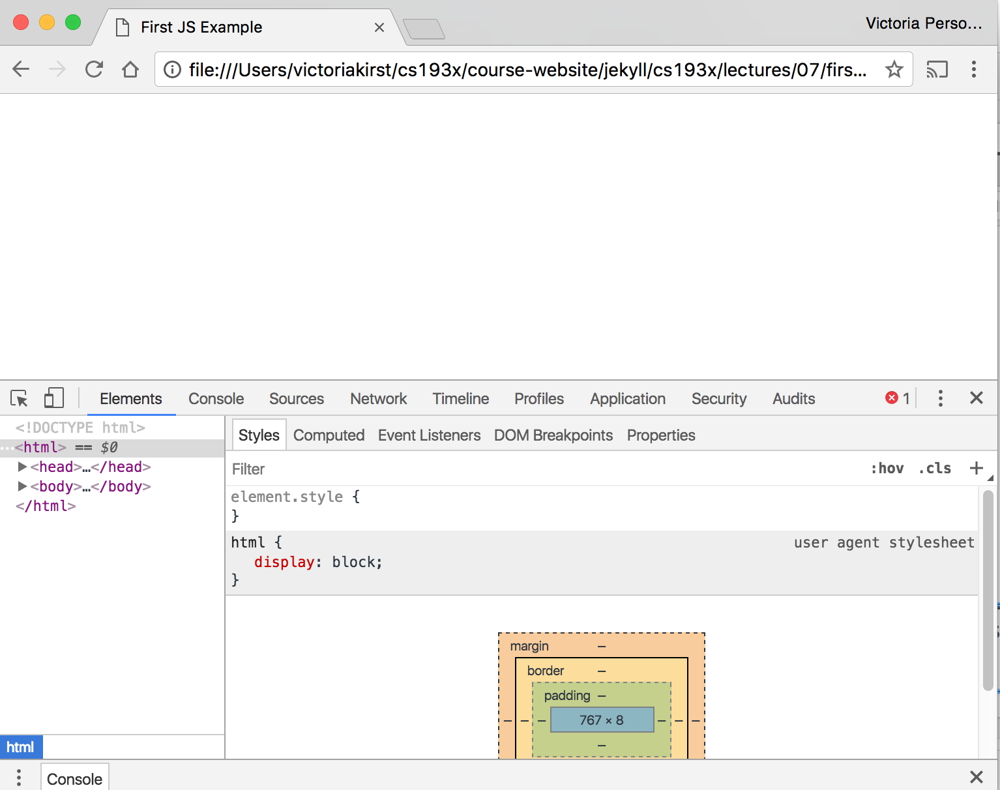 First JS Example
Victoria Perso...
file:///Users/victoriakirst/cs193x/course-website/jekyll/cs193x/lectures/07/firs...
Elements Console Sources Network Timeline Profiles Application Security Audits 1
<!DOCTYPE html>
…<html> == $0
<head>…</head>
<body>…</body>
</html>
html
Styles Computed Event Listeners DOM Breakpoints Properties
Filter :hov .cls +
element.style {
}
html { user agent stylesheet
display: block;
}
margin –
border –
padding –
– – – 767 × 8 – – –
–
Console